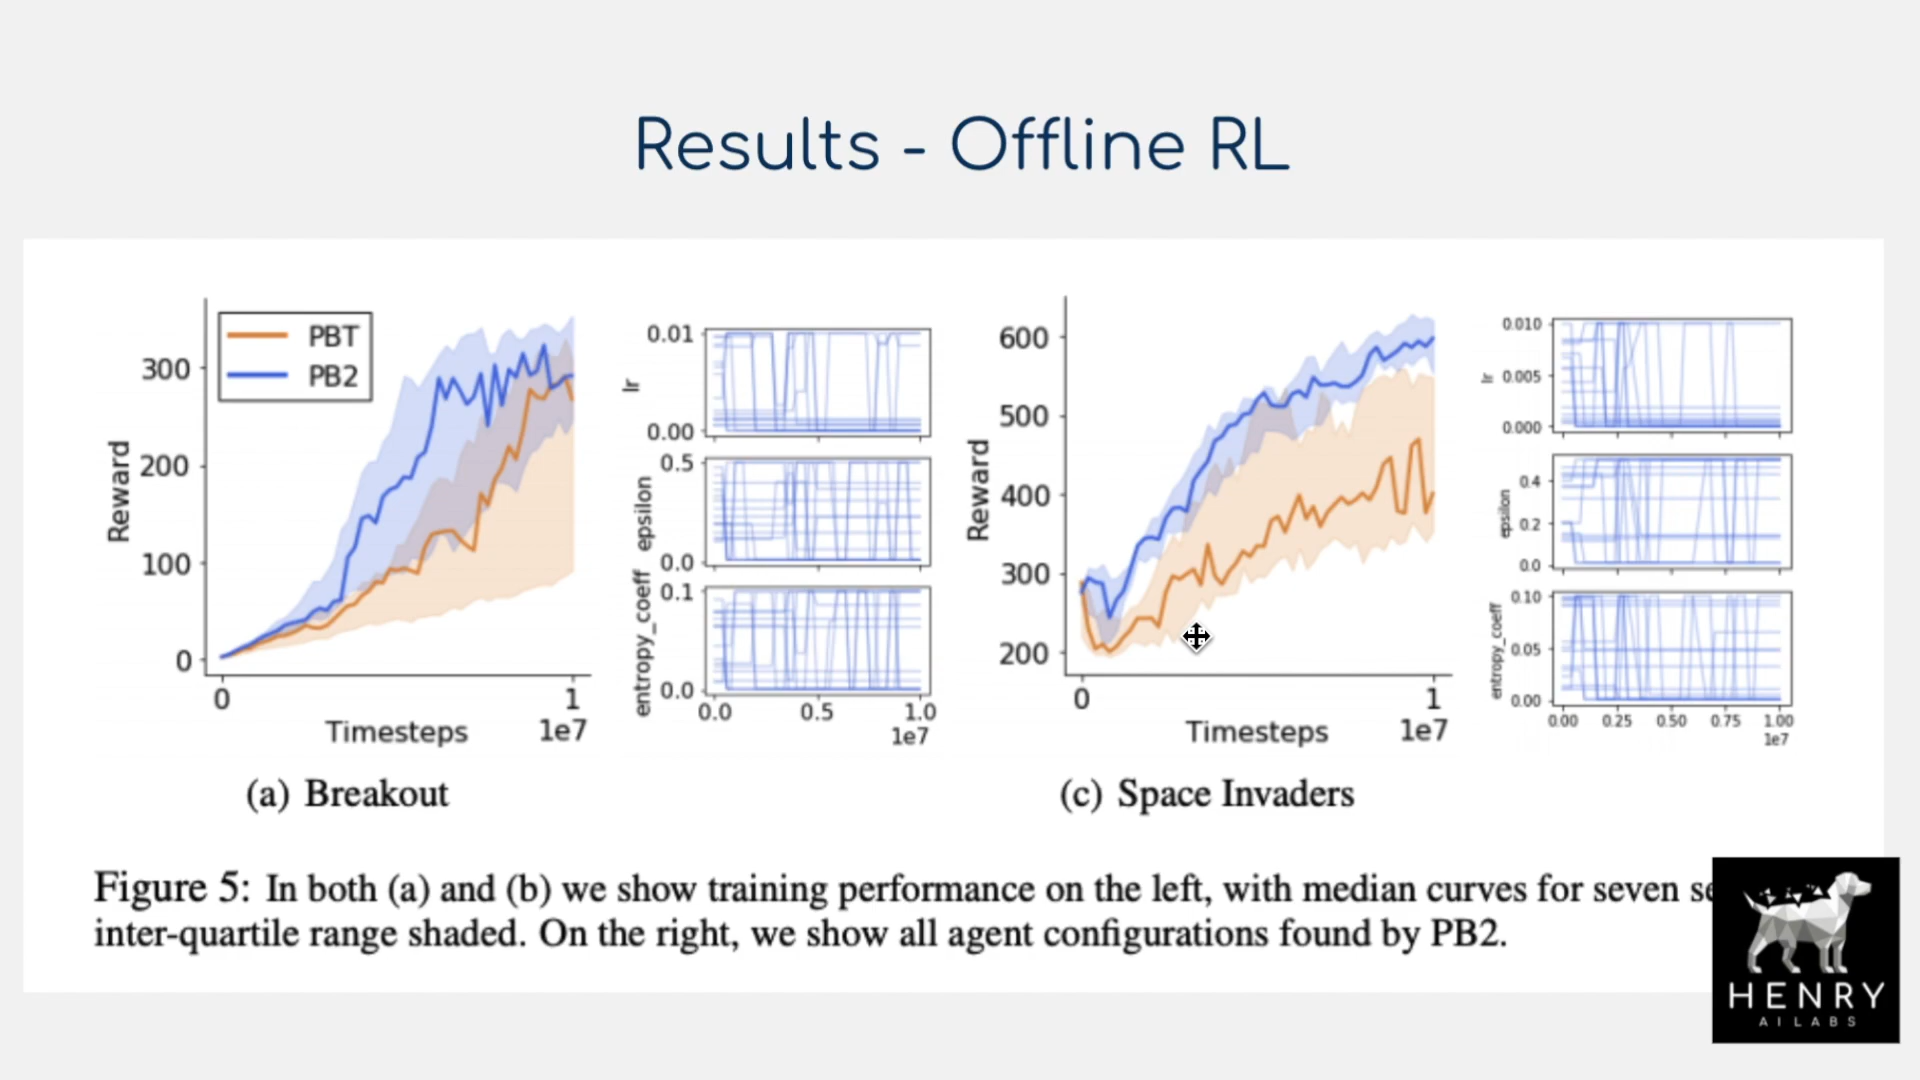 Results - Offline RL
PBT
PB2
300
200
100
0
Reward
0
1
Timesteps
1e7
0.01
0.00
lr
0.5
0.0
epsilon
0.1
0.0
entropy_coeff
0.0
0.5
1.0
1e7
600
500
400
300
200
Reward
0
1
Timesteps
1e7
0.010
0.005
0.000
lr
0.4
0.2
0.0
epsilon
0.10
0.05
0.00
entropy_coeff
0.00
0.25
0.50
0.75
1.00
1e7
(a) Breakout
(c) Space Invaders
Figure 5: In both (a) and (b) we show training performance on the left, with median curves for seven
inter-quartile range shaded. On the right, we show all agent configurations found by PB2.
HENRY
AI LABS